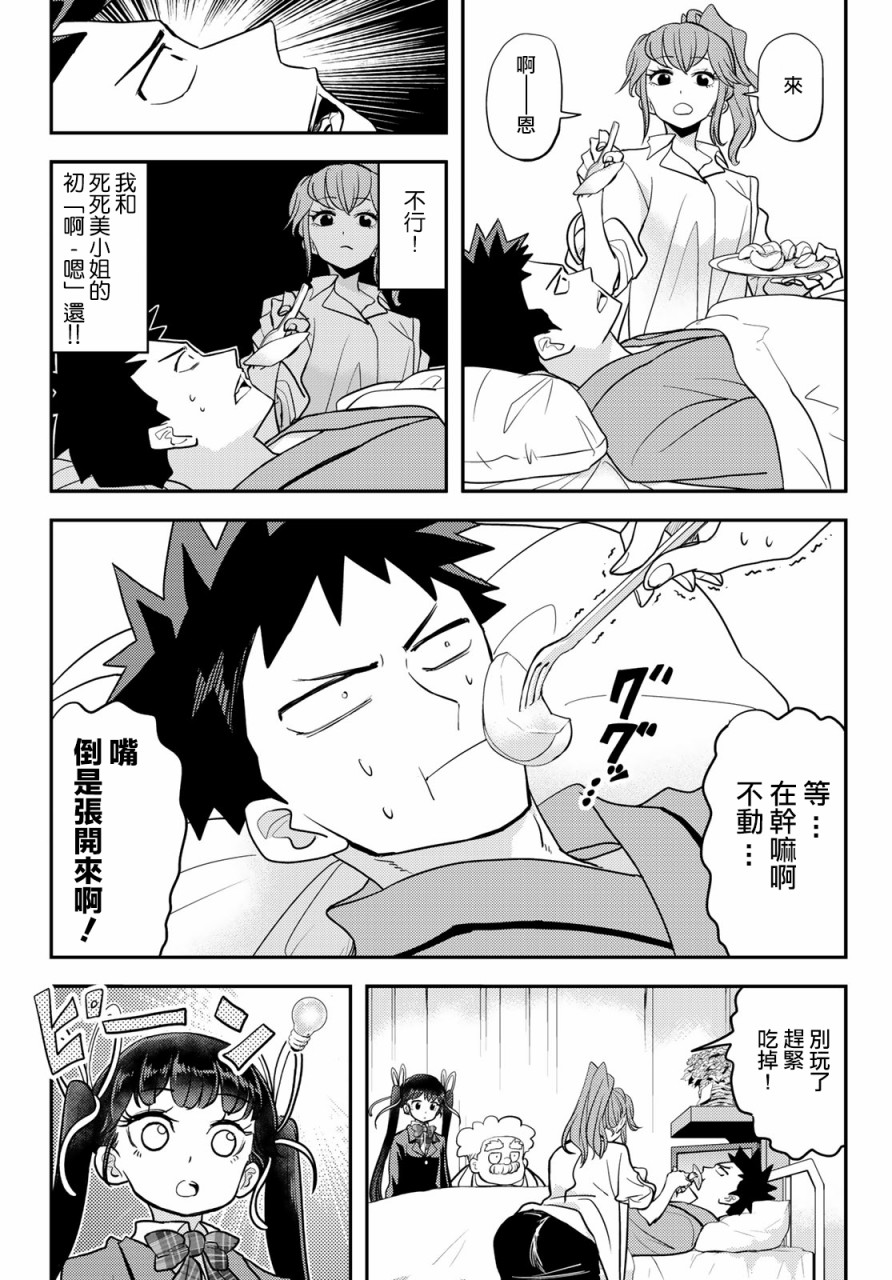 來
啊——恩
不行！
我和
死死美小姐的
初「啊-嗯」還!!
グググ…
等…
在幹嘛啊
不動…
嘴
倒是張開來啊！
別玩了
趕緊
吃掉！
ピーン